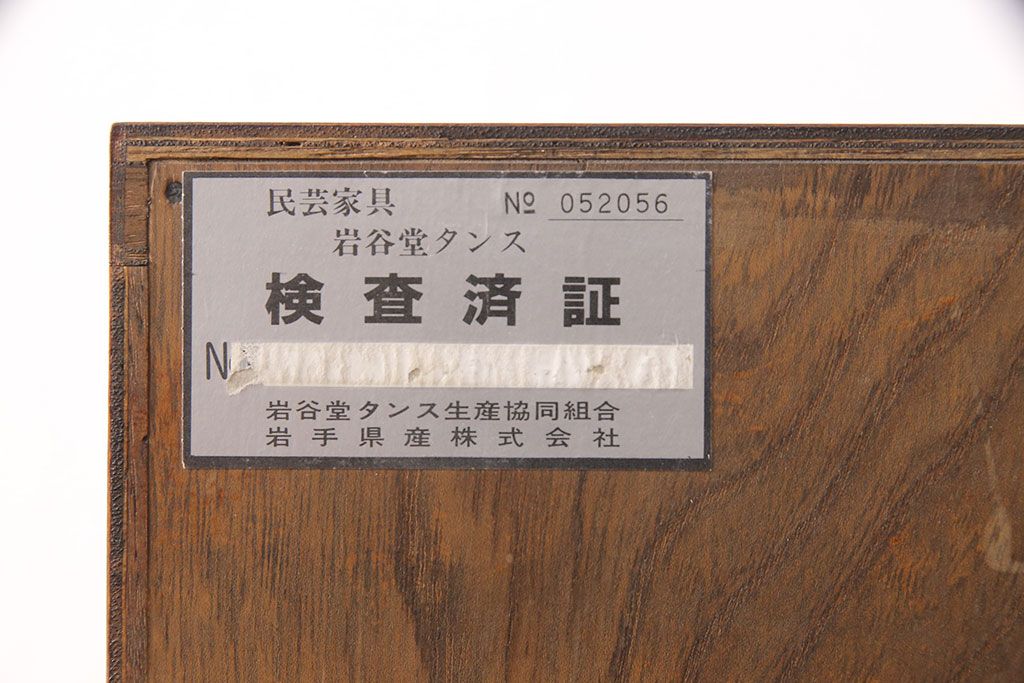 民芸家具 № 052056
岩谷堂タンス
検査済証
N
岩谷堂タンス生産協同組合
岩手県産株式会社